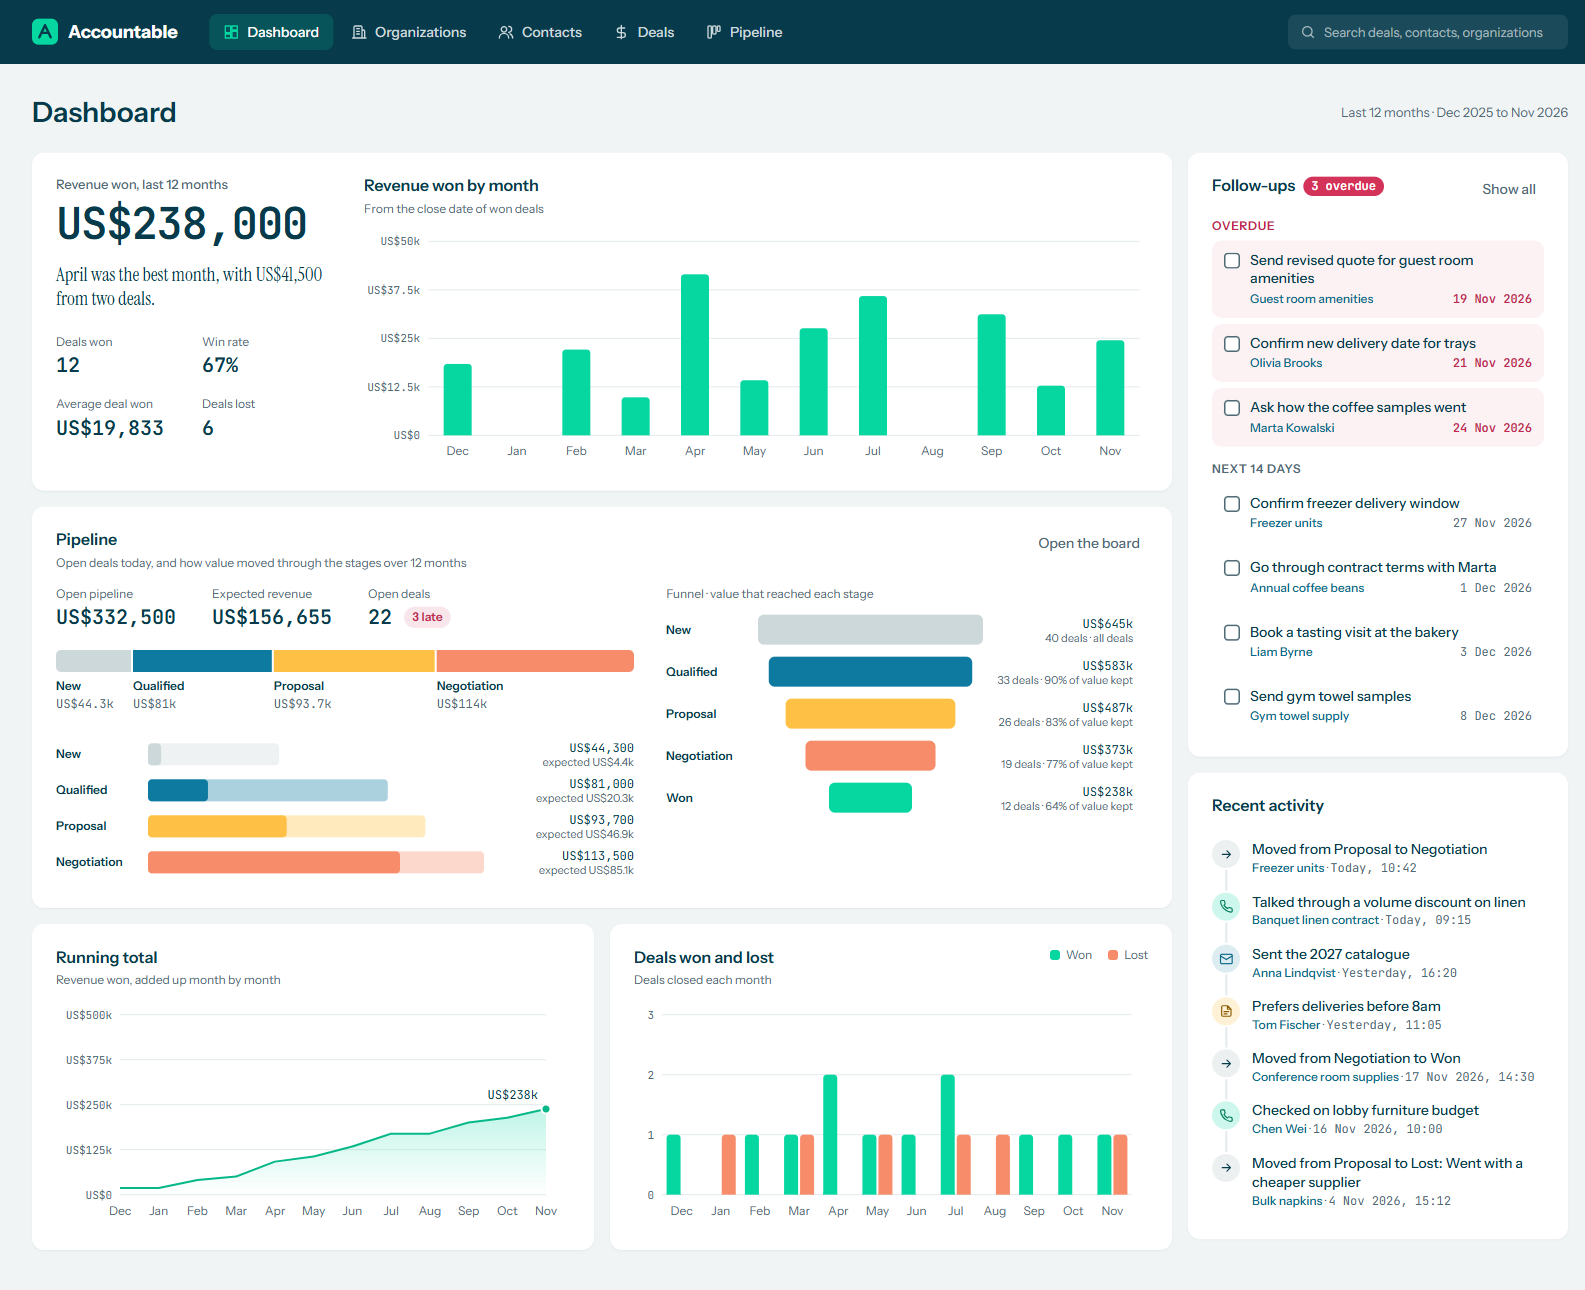 Accountable
Dashboard
Organizations
Contacts
Deals
Pipeline
Search deals, contacts, organizations
Dashboard
Last 12 months · Dec 2025 to Nov 2026
Revenue won, last 12 months
US$238,000
April was the best month, with US$41,500
from two deals.
Deals won
Win rate
12
67%
Average deal won
Deals lost
US$19,833
6
Revenue won by month
From the close date of won deals
US$50k
US$37.5k
US$25k
US$12.5k
US$0
Dec Jan Feb Mar Apr May Jun Jul Aug Sep Oct Nov
Pipeline
Open deals today, and how value moved through the stages over 12 months
Open the board
Open pipeline
Expected revenue
Open deals
US$332,500
US$156,655
22
3 late
New
Qualified
Proposal
Negotiation
US$44.3k
US$81k
US$93.7k
US$114k
New
US$44,300
expected US$4.4k
Qualified
US$81,000
expected US$20.3k
Proposal
US$93,700
expected US$46.9k
Negotiation
US$113,500
expected US$85.1k
Funnel · value that reached each stage
New
US$645k
40 deals · all deals
Qualified
US$583k
33 deals · 90% of value kept
Proposal
US$487k
26 deals · 83% of value kept
Negotiation
US$373k
19 deals · 77% of value kept
Won
US$238k
12 deals · 64% of value kept
Running total
Revenue won, added up month by month
US$500k
US$375k
US$250k
US$125k
US$0
US$238k
Dec Jan Feb Mar Apr May Jun Jul Aug Sep Oct Nov
Deals won and lost
Deals closed each month
Won
Lost
3
2
1
0
Dec Jan Feb Mar Apr May Jun Jul Aug Sep Oct Nov
Follow-ups
3 overdue
Show all
OVERDUE
Send revised quote for guest room
amenities
Guest room amenities
19 Nov 2026
Confirm new delivery date for trays
Olivia Brooks
21 Nov 2026
Ask how the coffee samples went
Marta Kowalski
24 Nov 2026
NEXT 14 DAYS
Confirm freezer delivery window
Freezer units
27 Nov 2026
Go through contract terms with Marta
Annual coffee beans
1 Dec 2026
Book a tasting visit at the bakery
Liam Byrne
3 Dec 2026
Send gym towel samples
Gym towel supply
8 Dec 2026
Recent activity
Moved from Proposal to Negotiation
Freezer units · Today, 10:42
Talked through a volume discount on linen
Banquet linen contract · Today, 09:15
Sent the 2027 catalogue
Anna Lindqvist · Yesterday, 16:20
Prefers deliveries before 8am
Tom Fischer · Yesterday, 11:05
Moved from Negotiation to Won
Conference room supplies · 17 Nov 2026, 14:30
Checked on lobby furniture budget
Chen Wei · 16 Nov 2026, 10:00
Moved from Proposal to Lost: Went with a
cheaper supplier
Bulk napkins · 4 Nov 2026, 15:12